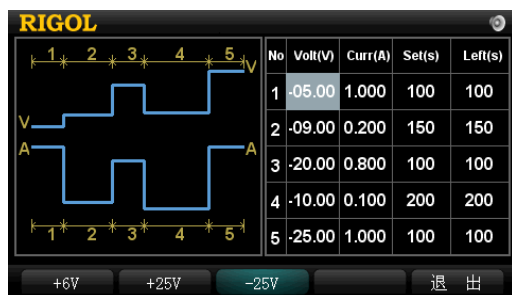 RIGOL
1 2 3 4 5
V
V
A
A
1 2 3 4 5
No Volt(V) Curr(A) Set(s) Left(s)
1 -05.00 1.000 100 100
2 -09.00 0.200 150 150
3 -20.00 0.800 100 100
4 -10.00 0.100 200 200
5 -25.00 1.000 100 100
+6V +25V -25V 退 出